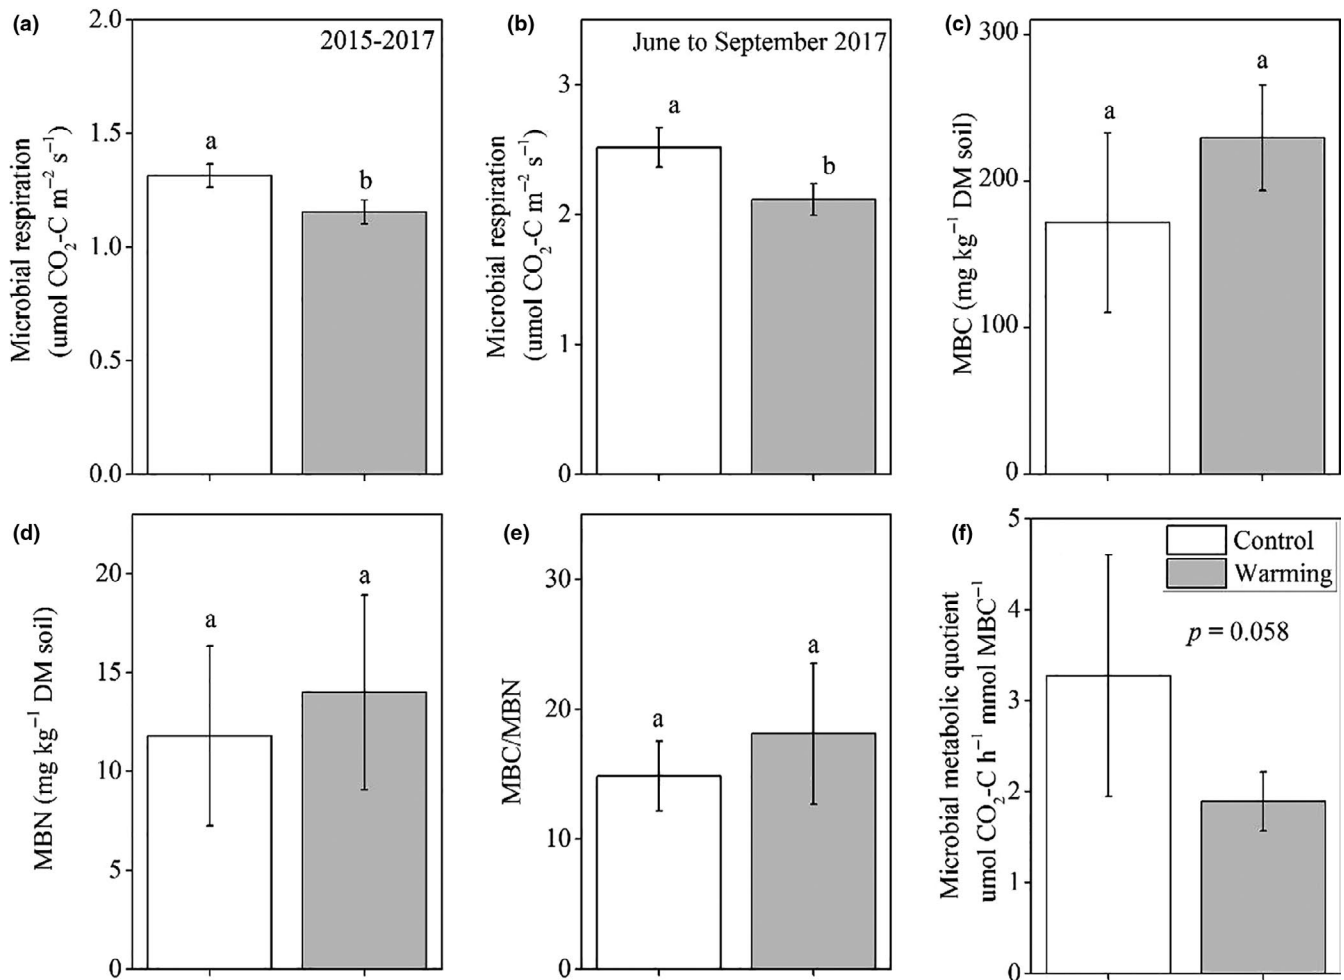 (a)
2.0
1.5
1.0
0.5
0.0
Microbial respiration
(umol CO₂-C m⁻² s⁻¹)
2015-2017
a
b
(b)
3
2
1
0
Microbial respiration
(umol CO₂-C m⁻² s⁻¹)
June to September 2017
a
b
(c)
300
200
100
0
MBC (mg kg⁻¹ DM soil)
a
a
(d)
20
15
10
5
0
MBN (mg kg⁻¹ DM soil)
a
a
(e)
30
20
10
0
MBC/MBN
a
a
(f)
5
4
3
2
1
0
Microbial metabolic quotient
umol CO₂-C h⁻¹ mmol MBC⁻¹
Control
Warming
p = 0.058